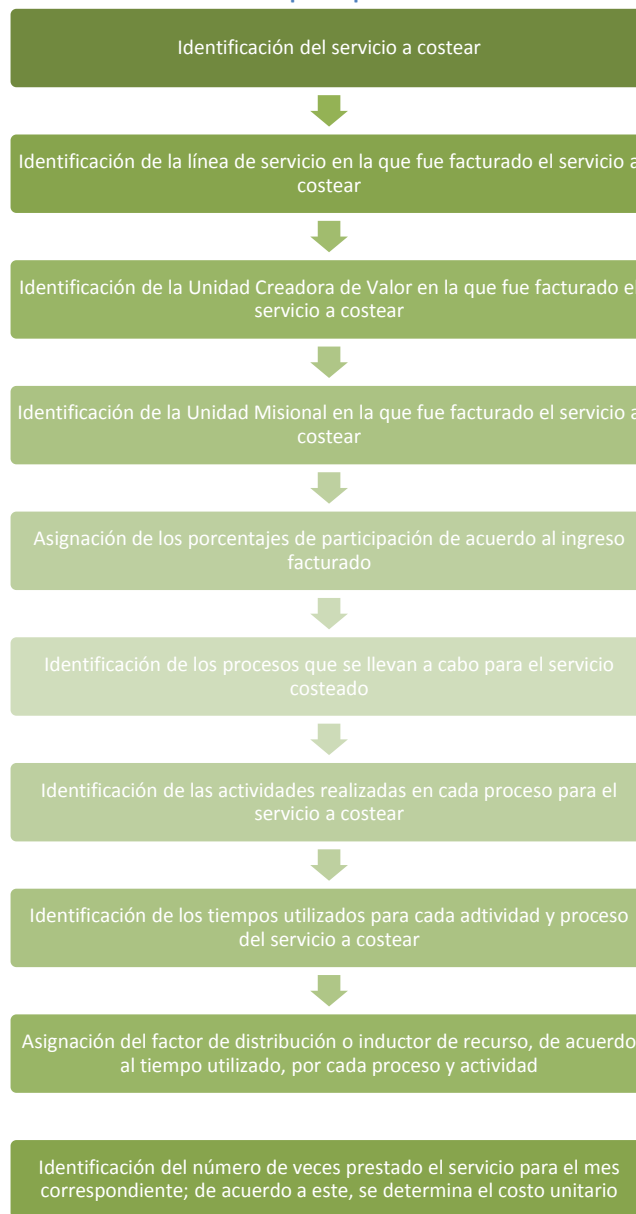 Identificación del servicio a costear
Identificación de la línea de servicio en la que fue facturado el servicio a
costear
Identificación de la Unidad Creadora de Valor en la que fue facturado el
servicio a costear
Identificación de la Unidad Misional en la que fue facturado el servicio a
costear
Asignación de los porcentajes de participación de acuerdo al ingreso
facturado
Identificación de los procesos que se llevan a cabo para el servicio
costeado
Identificación de las actividades realizadas en cada proceso para el
servicio a costear
Identificación de los tiempos utilizados para cada adtividad y proceso
del servicio a costear
Asignación del factor de distribución o inductor de recurso, de acuerdo
al tiempo utilizado, por cada proceso y actividad
Identificación del número de veces prestado el servicio para el mes
correspondiente; de acuerdo a este, se determina el costo unitario